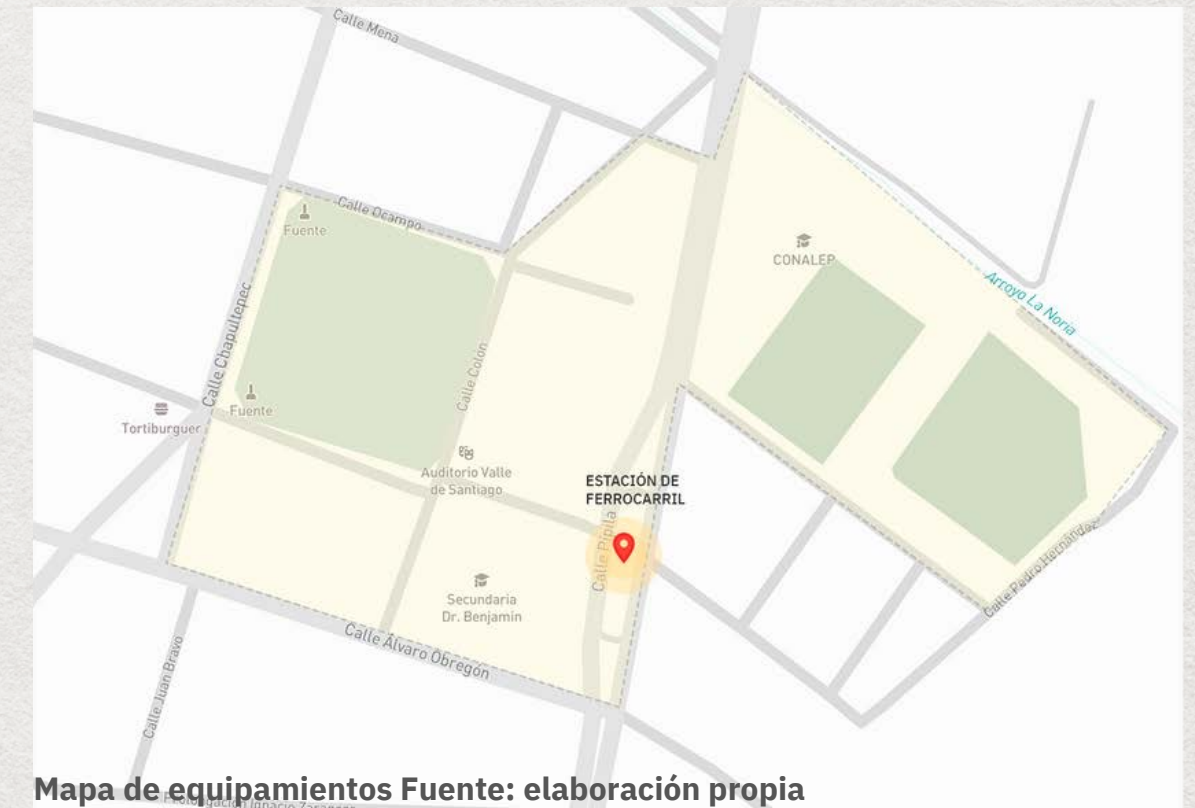 Calle Mena
Calle Ocampo
Fuente
CONALEP
Arroyo La Noria
Calle Chapultepec
Calle Colón
Fuente
Tortiburguer
Auditorio Valle
de Santiago
ESTACIÓN DE
FERROCARRIL
Calle Pípila
Calle Pedro Hernández
Secundaria
Dr. Benjamin
Calle Álvaro Obregón
Calle Juan Bravo
Mapa de equipamientos Fuente: elaboración propia